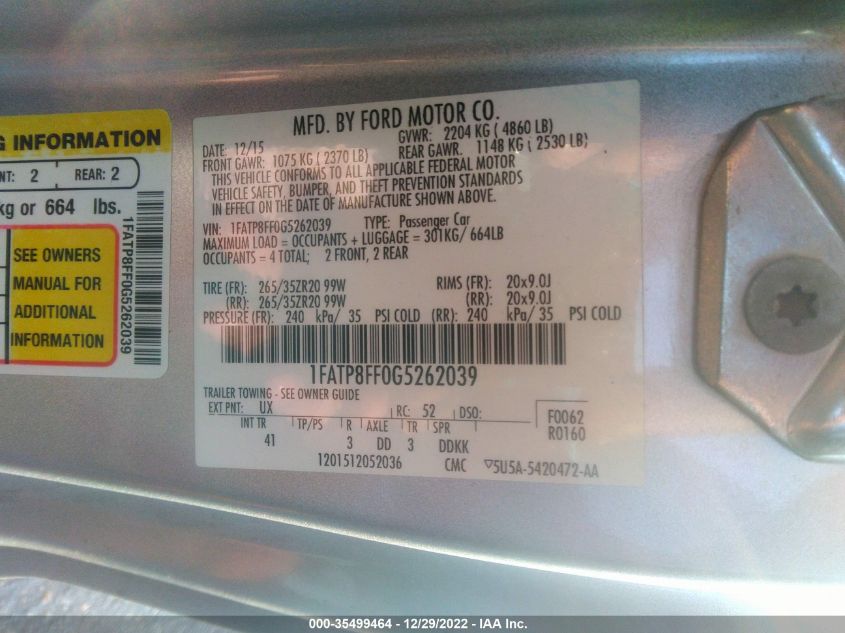 G INFORMATION
NT: 2 REAR: 2
kg or 664 lbs.
SEE OWNERS
MANUAL FOR
ADDITIONAL
INFORMATION
1FATP8FF0G5262039
MFD. BY FORD MOTOR CO.
DATE: 12/15 GVWR: 2204 KG ( 4860 LB)
FRONT GAWR: 1075 KG ( 2370 LB) REAR GAWR: 1148 KG ( 2530 LB)
THIS VEHICLE CONFORMS TO ALL APPLICABLE FEDERAL MOTOR
VEHICLE SAFETY, BUMPER, AND THEFT PREVENTION STANDARDS
IN EFFECT ON THE DATE OF MANUFACTURE SHOWN ABOVE.
VIN: 1FATP8FF0G5262039 TYPE: Passenger Car
MAXIMUM LOAD = OCCUPANTS + LUGGAGE = 301KG/ 664LB
OCCUPANTS = 4 TOTAL; 2 FRONT, 2 REAR
TIRE (FR): 265/35ZR20 99W RIMS (FR): 20x9.0J
(RR): 265/35ZR20 99W (RR): 20x9.0J
PRESSURE (FR): 240 kPa/ 35 PSI COLD (RR): 240 kPa/ 35 PSI COLD
1FATP8FF0G5262039
TRAILER TOWING - SEE OWNER GUIDE
EXT PNT: UX RC: 52 DSO: F0062
INT TR TP/PS R AXLE TR SPR R0160
41 3 DD 3 DDKK
1201512052036 CMC ▽5U5A-5420472-AA
000-35499464 - 12/29/2022 - IAA Inc.